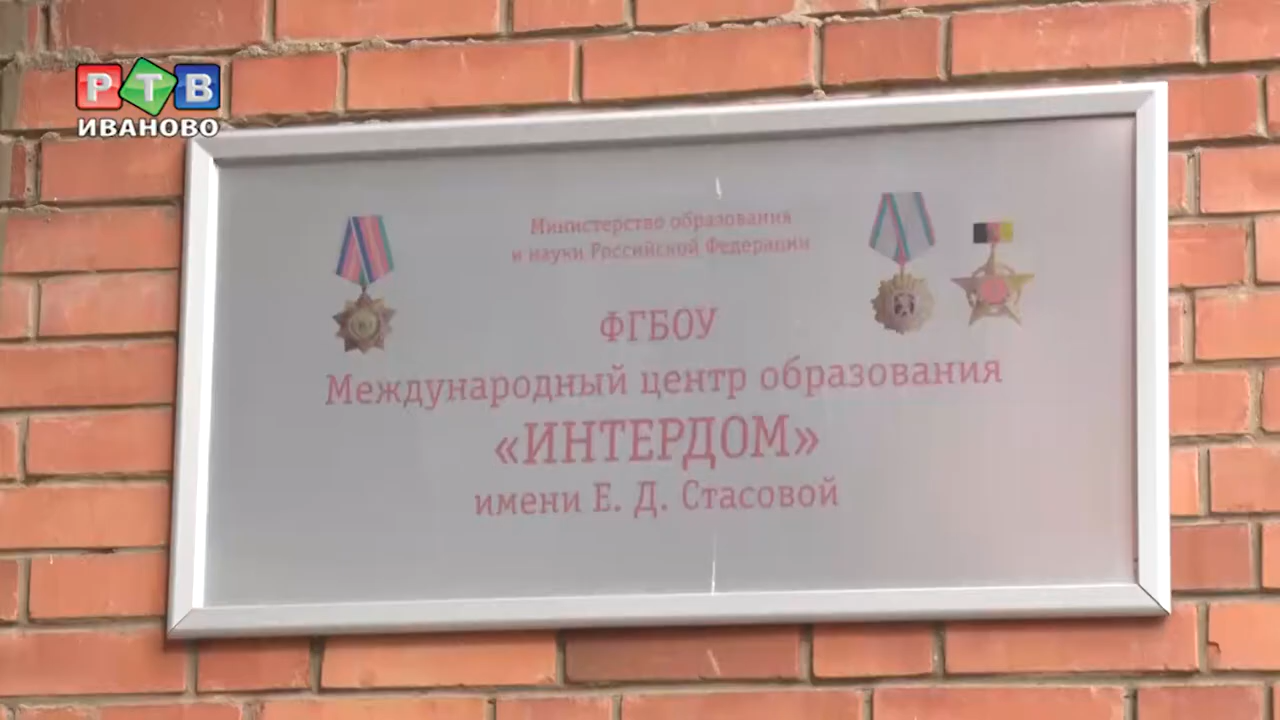 РТВ
ИВАНОВО
Министерство образования
и науки Российской Федерации
ФГБОУ
Международный центр образования
«ИНТЕРДОМ»
имени Е. Д. Стасовой